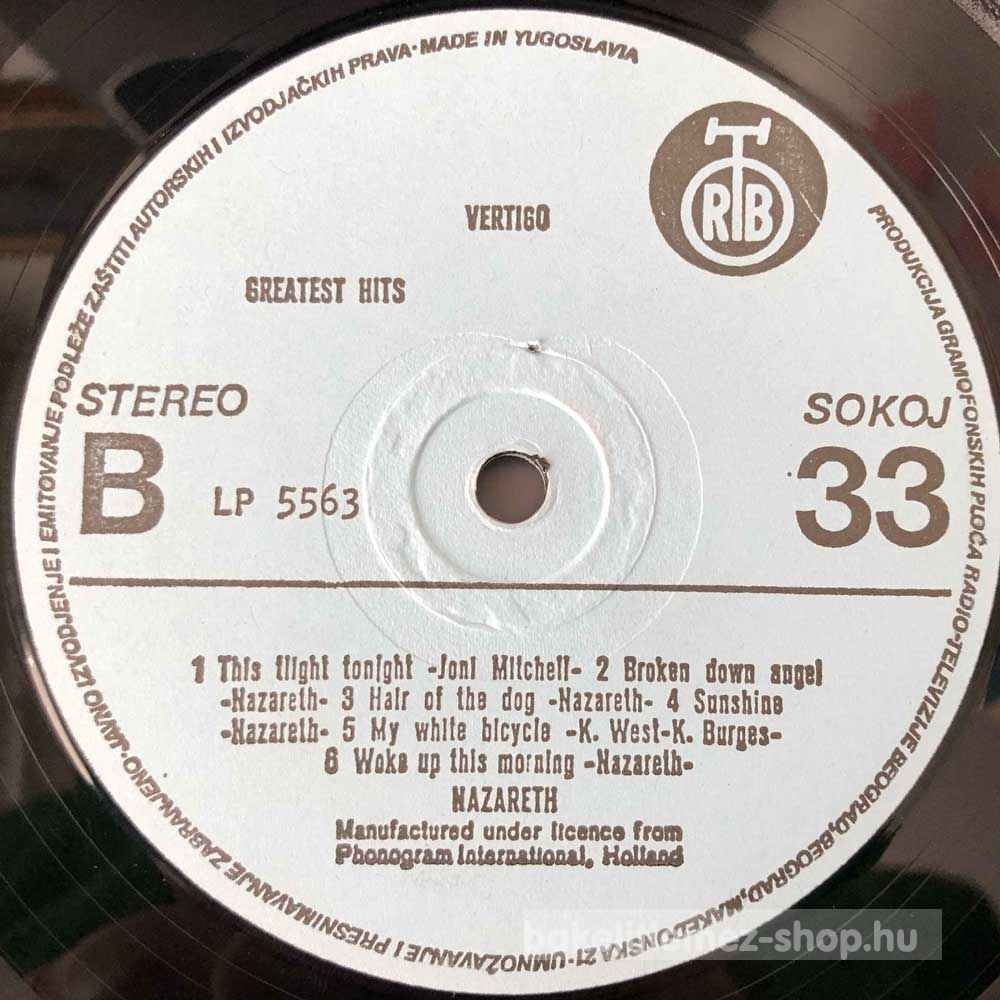 PRODUKCIJA GRAMOFONSKIH PLOČA RADIO-TELEVIZIJE BEOGRAD, BEOGRAD, MAKEDONSKA 21·UMNOŽAVANJE I PRESNIMAVANJE ZABRANJENO·JAVNO IZVODJENJE I EMITOVANJE PODLEŽE ZAŠTITI AUTORSKIH I IZVODJAČKIH PRAVA·MADE IN YUGOSLAVIA
RTB
VERTIGO
GREATEST HITS
STEREO SOKOJ
B LP 5563 33
1 This flight tonight -Joni Mitchell- 2 Broken down angel
-Nazareth- 3 Hair of the dog -Nazareth- 4 Sunshine
-Nazareth- 5 My white bicycle -K. West-K. Burges-
6 Woke up this morning -Nazareth-
NAZARETH
Manufactured under licence from
Phonogram International, Holland
bakelitlemez-shop.hu